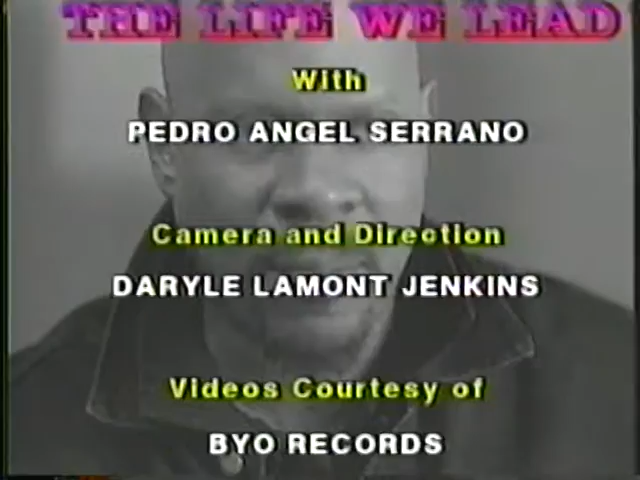 THE LIFE WE LEAD
With
PEDRO ANGEL SERRANO
Camera and Direction
DARYLE LAMONT JENKINS
Videos Courtesy of
BYO RECORDS